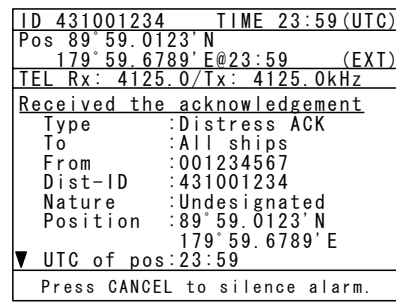 ID 431001234 TIME 23:59(UTC)
Pos 89°59.0123'N
179°59.6789'E@23:59 (EXT)
TEL Rx: 4125.0/Tx: 4125.0kHz
Received the acknowledgement
Type :Distress ACK
To :All ships
From :001234567
Dist-ID :431001234
Nature :Undesignated
Position :89°59.0123'N
179°59.6789'E
▼ UTC of pos:23:59
Press CANCEL to silence alarm.